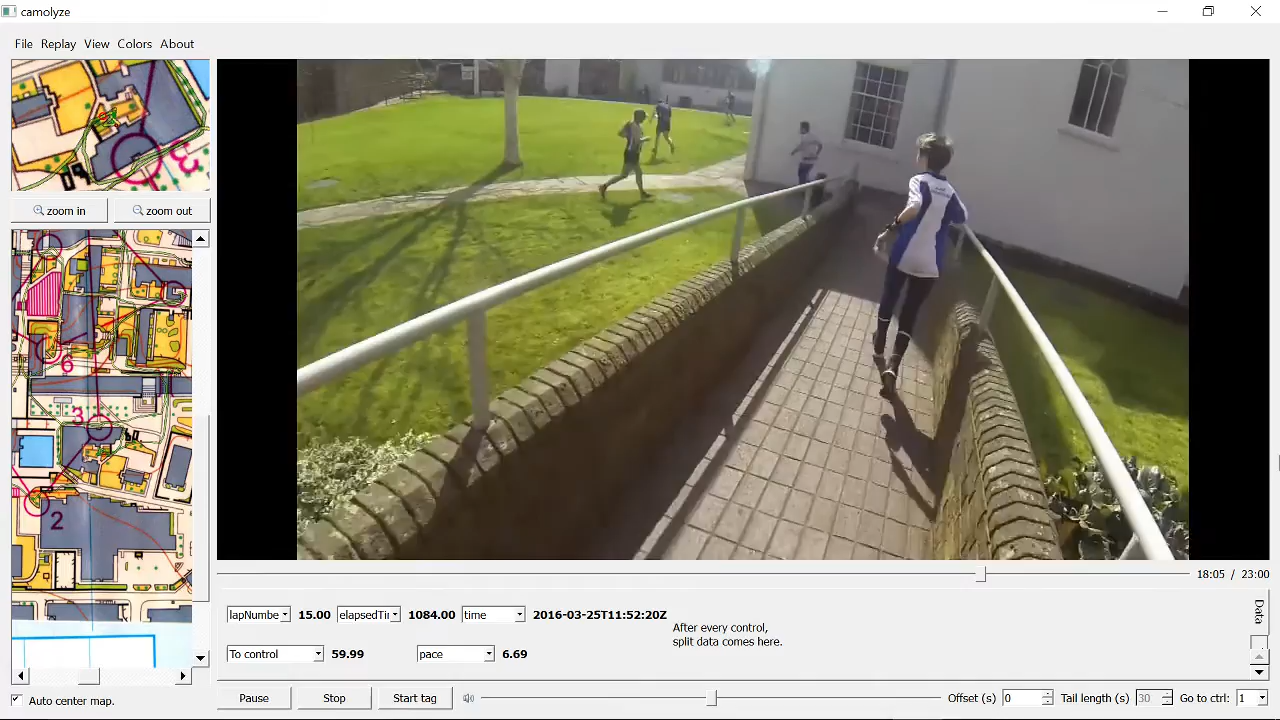 camolyze
File Replay View Colors About
zoom in zoom out
6
3
2
3
18:05 / 23:00
lapNumbe 15.00 elapsedTii 1084.00 time 2016-03-25T11:52:20Z
After every control,
split data comes here.
To control 59.99 pace 6.69
Data
Auto center map.
Pause Stop Start tag Offset (s) 0 Tail length (s) 30 Go to ctrl: 1